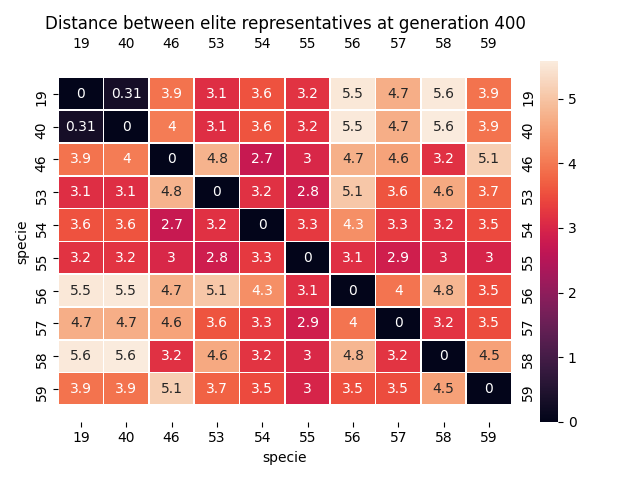 Distance between elite representatives at generation 400
19 40 46 53 54 55 56 57 58 59
19 0 0.31 3.9 3.1 3.6 3.2 5.5 4.7 5.6 3.9 19
40 0.31 0 4 3.1 3.6 3.2 5.5 4.7 5.6 3.9 40
46 3.9 4 0 4.8 2.7 3 4.7 4.6 3.2 5.1 46
53 3.1 3.1 4.8 0 3.2 2.8 5.1 3.6 4.6 3.7 53
54 3.6 3.6 2.7 3.2 0 3.3 4.3 3.3 3.2 3.5 54
55 3.2 3.2 3 2.8 3.3 0 3.1 2.9 3 3 55
56 5.5 5.5 4.7 5.1 4.3 3.1 0 4 4.8 3.5 56
57 4.7 4.7 4.6 3.6 3.3 2.9 4 0 3.2 3.5 57
58 5.6 5.6 3.2 4.6 3.2 3 4.8 3.2 0 4.5 58
59 3.9 3.9 5.1 3.7 3.5 3 3.5 3.5 4.5 0 59
19 40 46 53 54 55 56 57 58 59
specie
specie
5
4
3
2
1
0